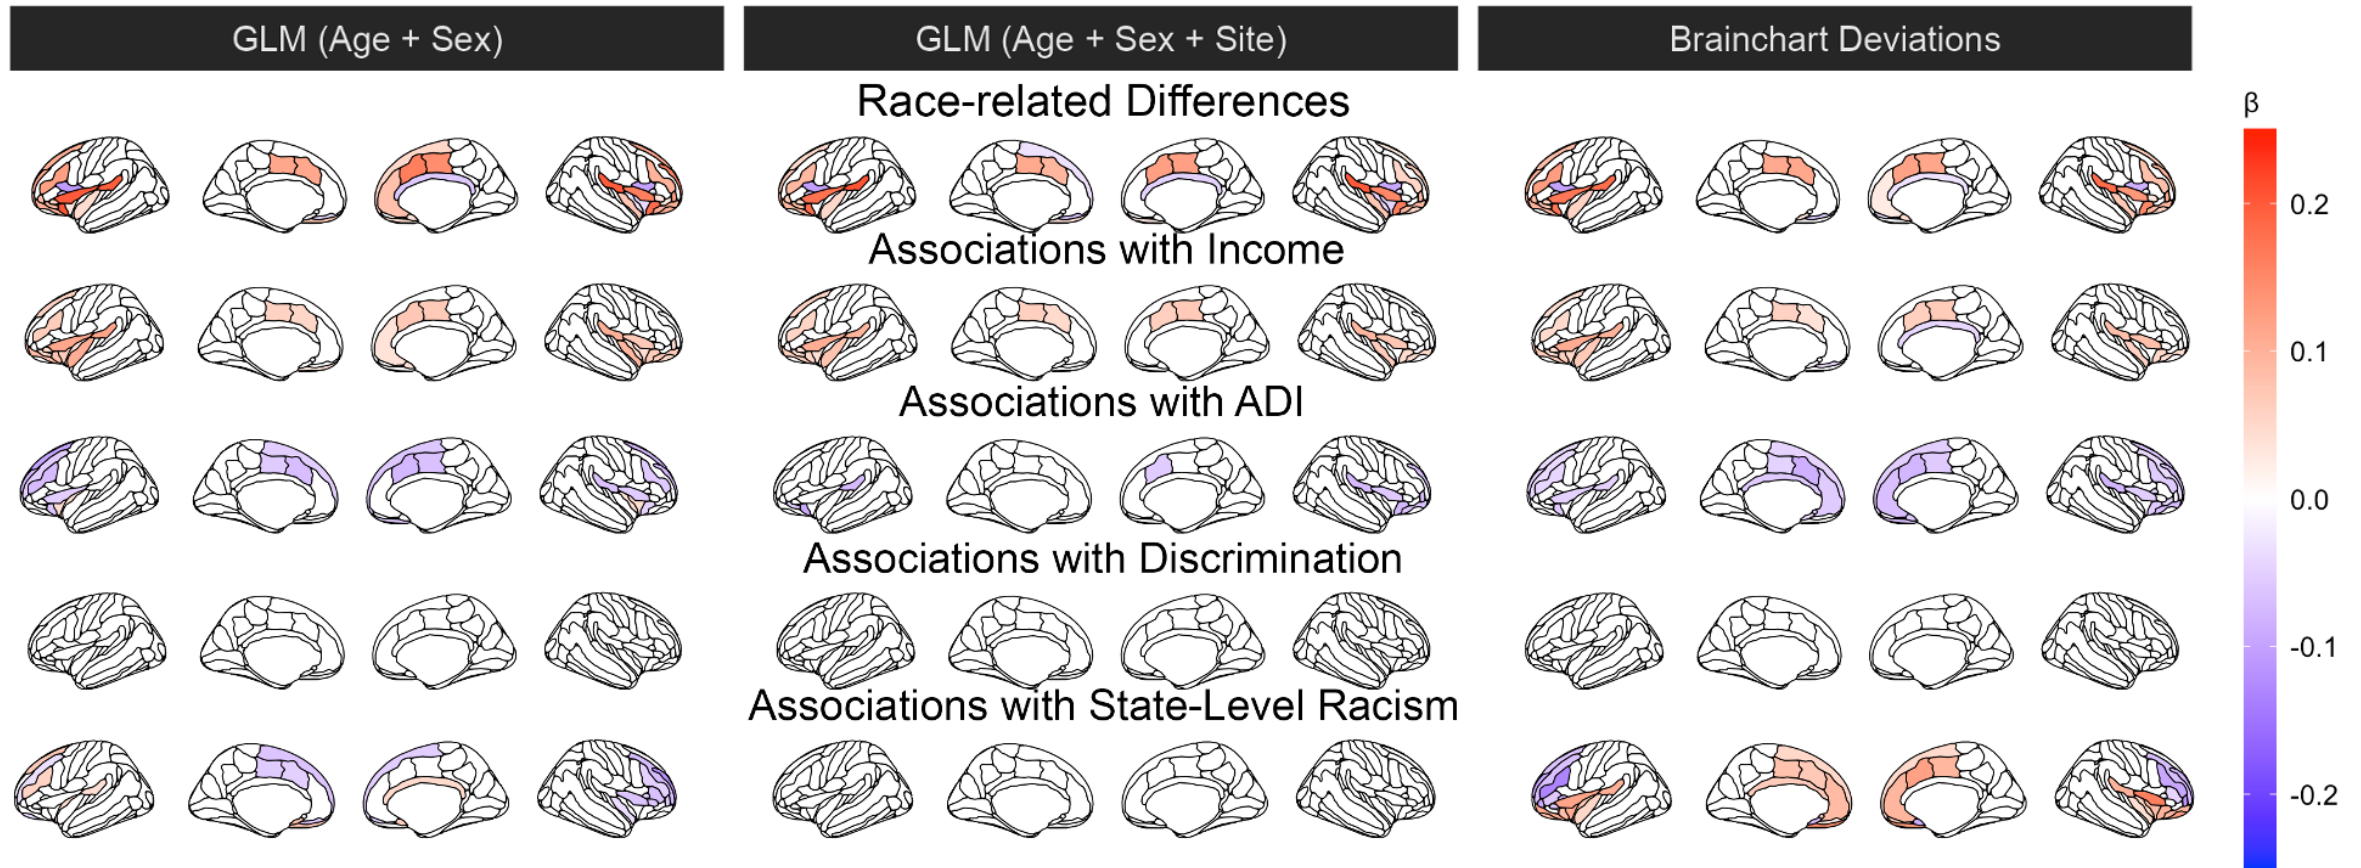 GLM (Age + Sex)
GLM (Age + Sex + Site)
Brainchart Deviations
Race-related Differences
Associations with Income
Associations with ADI
Associations with Discrimination
Associations with State-Level Racism
β
0.2
0.1
0.0
-0.1
-0.2